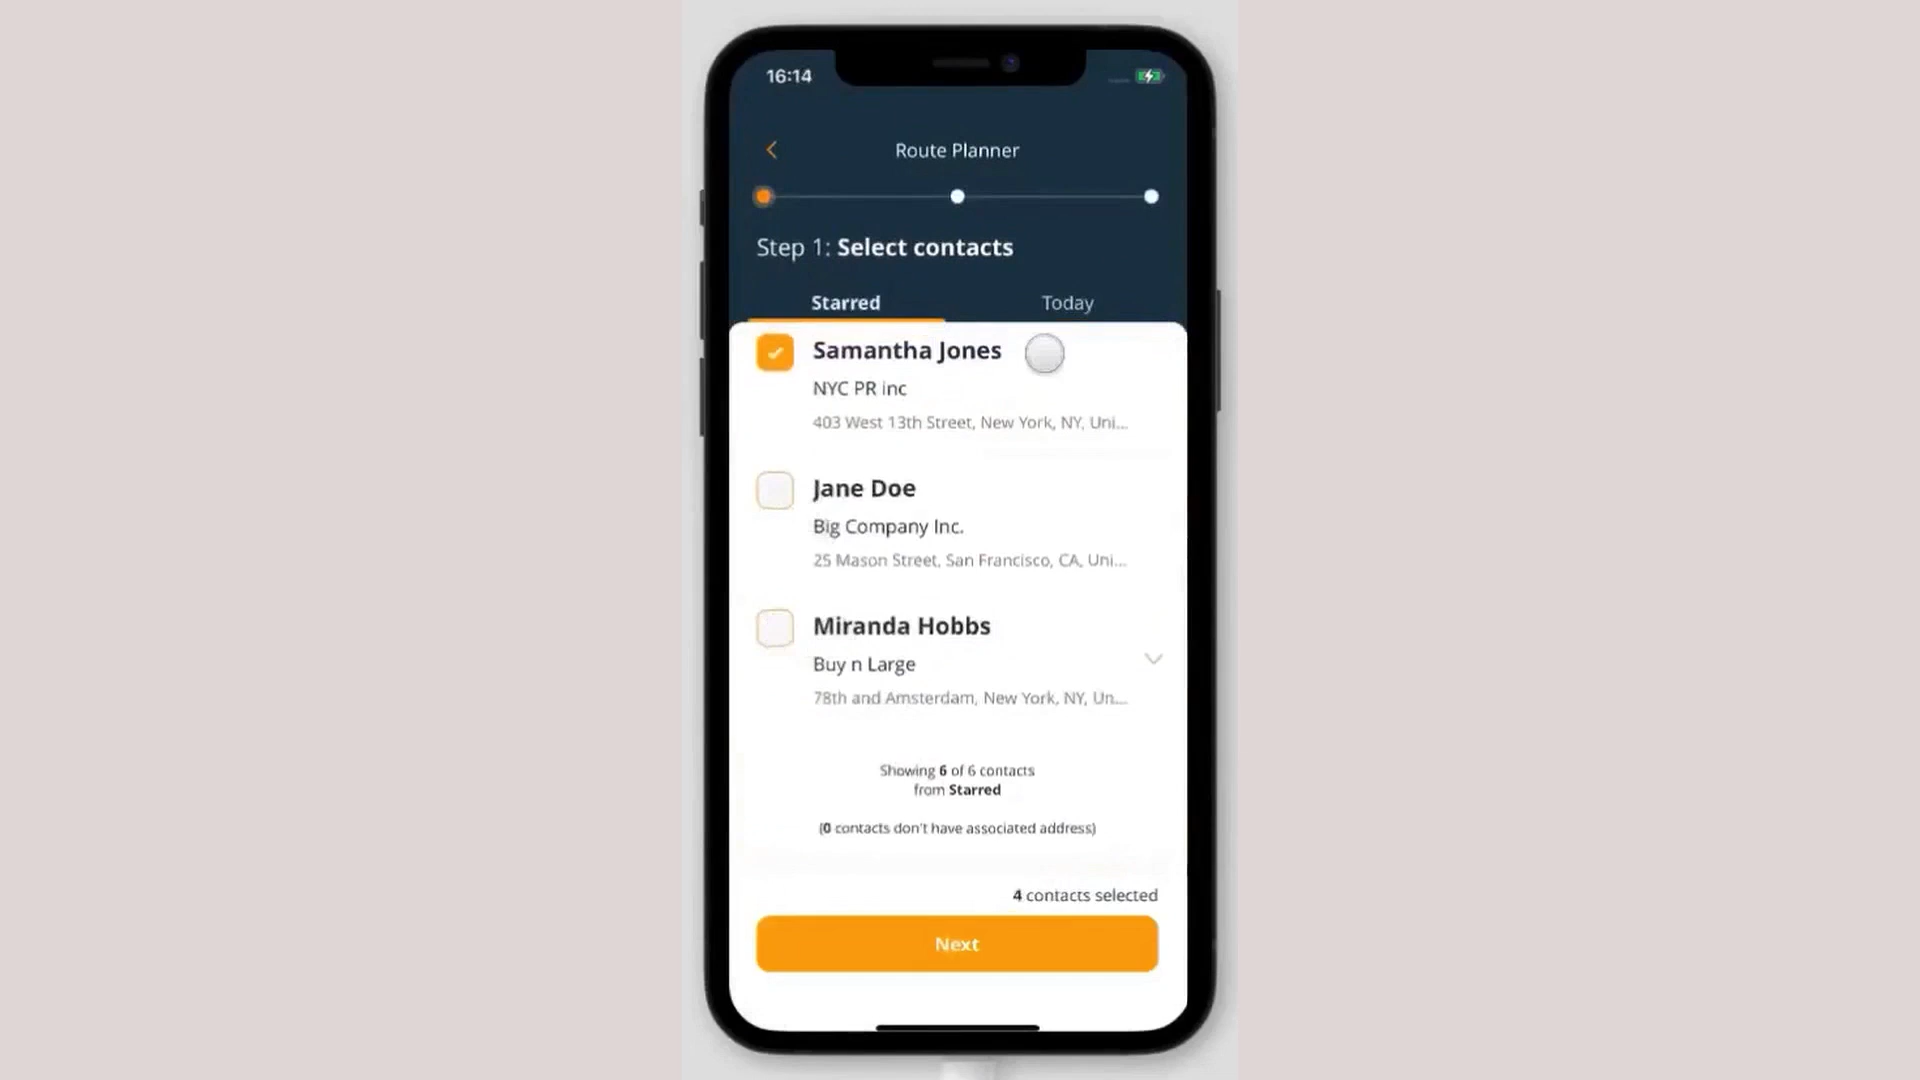 16:14
Route Planner
Step 1: Select contacts
Starred
Today
Samantha Jones
NYC PR inc
403 West 13th Street, New York, NY, Uni...
Jane Doe
Big Company Inc.
25 Mason Street, San Francisco, CA, Uni...
Miranda Hobbs
Buy n Large
78th and Amsterdam, New York, NY, Un...
Showing 6 of 6 contacts
from Starred
(0 contacts don't have associated address)
4 contacts selected
Next